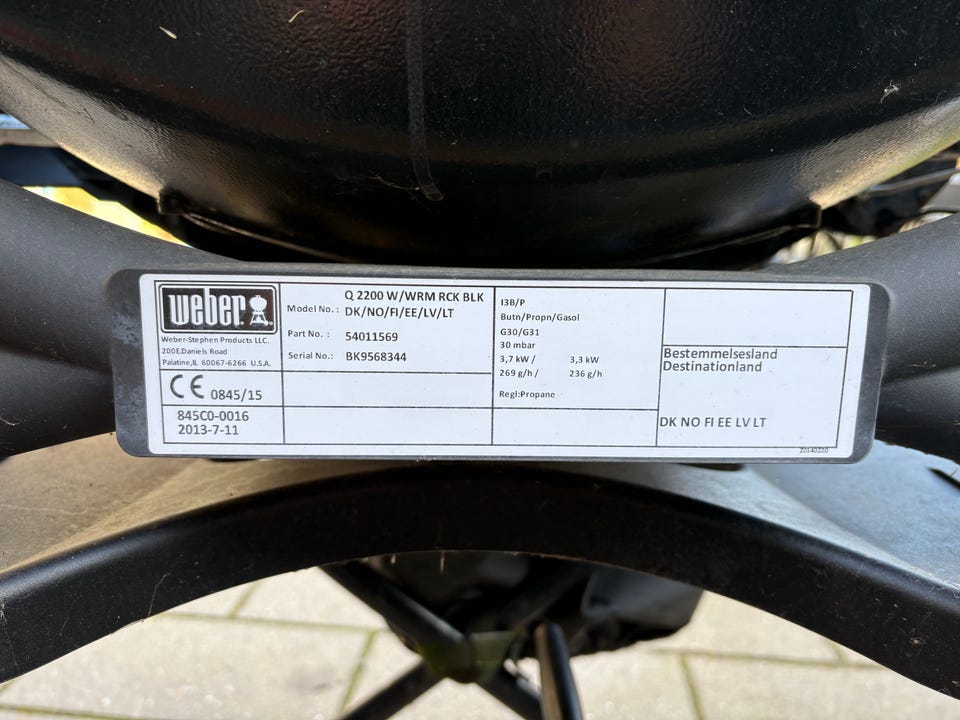 weber
Weber-Stephen Products LLC.
200E.Daniels Road
Palatine,IL 60067-6266 U.S.A.
CE 0845/15
845C0-0016
2013-7-11
Q 2200 W/WRM RCK BLK
Model No. : DK/NO/FI/EE/LV/LT
Part No. : 54011569
Serial No.: BK9568344
I3B/P
Butn/Propn/Gasol
G30/G31
30 mbar
3,7 kW / 3,3 kW
269 g/h / 236 g/h
Regl:Propane
Bestemmelsesland
Destinationland
DK NO FI EE LV LT
20140220